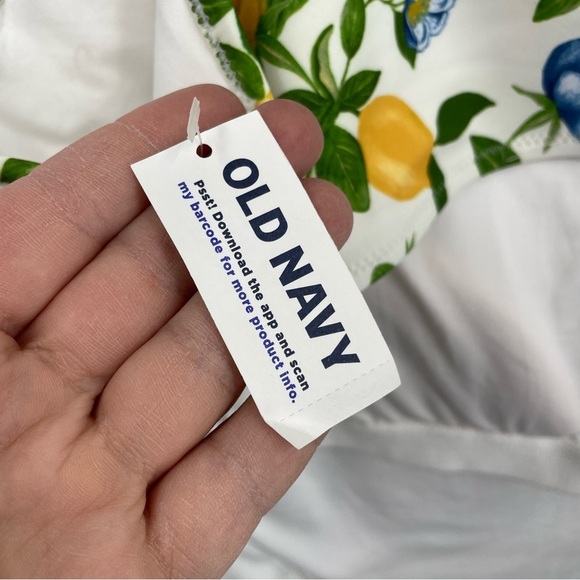 OLD NAVY
Psst! Download the app and scan
my barcode for more product info.